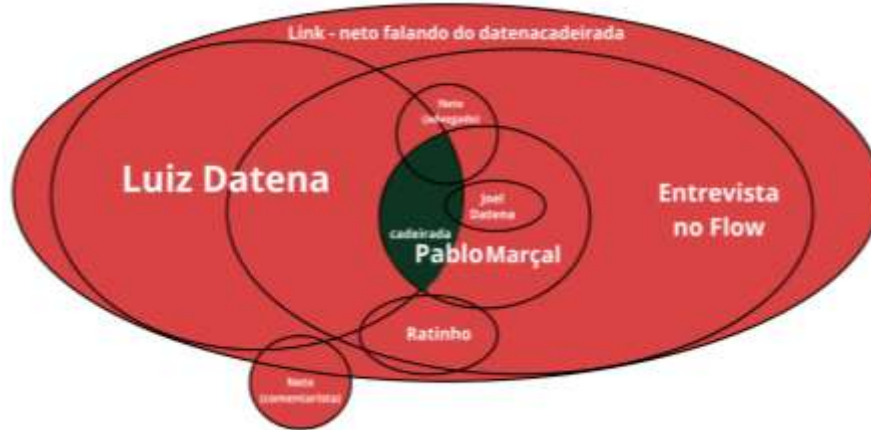 Link - neto falando do datenacadeirada
Neto
(advogado)
Luiz Datena
Joel
Datena
Entrevista
no Flow
cadeirada
Pablo Marçal
Ratinho
Neto
(comentarista)